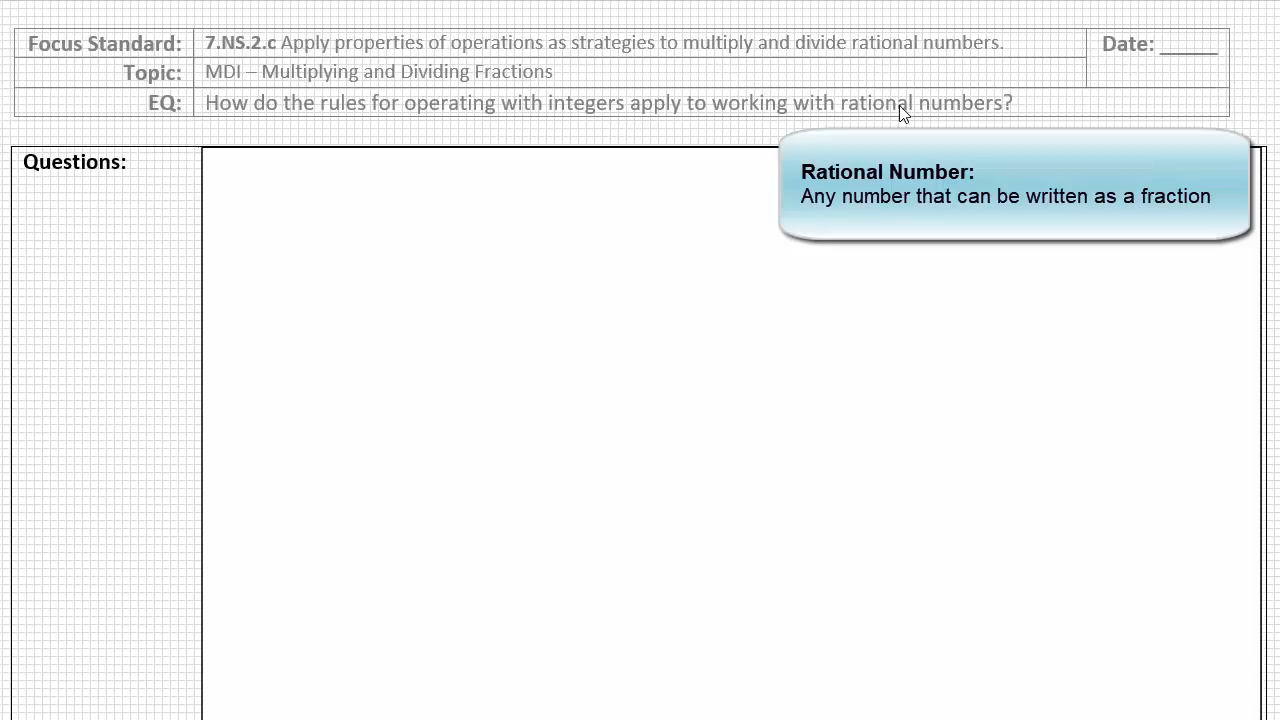 Focus Standard: 7.NS.2.c Apply properties of operations as strategies to multiply and divide rational numbers. Date: ______
Topic: MDI – Multiplying and Dividing Fractions
EQ: How do the rules for operating with integers apply to working with rational numbers?
Questions:
Rational Number:
Any number that can be written as a fraction